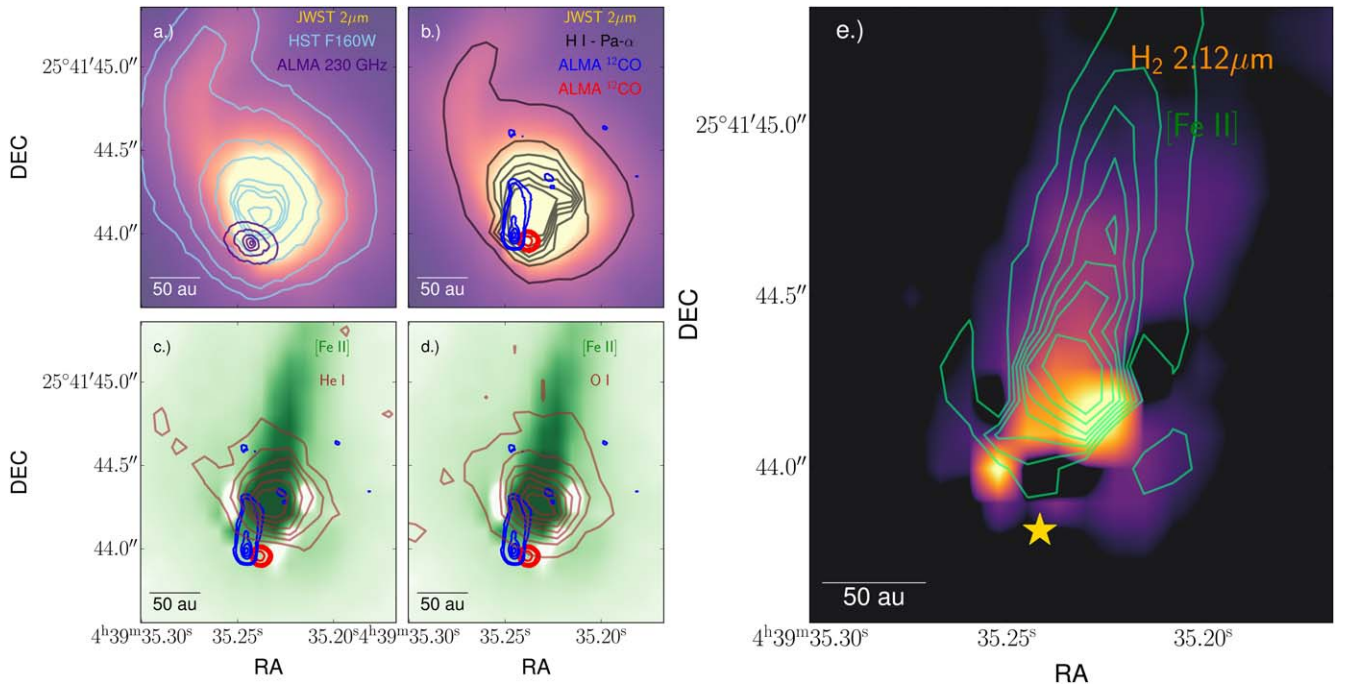 a.)
JWST 2μm
HST F160W
ALMA 230 GHz
50 au
b.)
JWST 2μm
H I - Pa-α
ALMA ¹²CO
ALMA ¹²CO
50 au
25°41′45.0″
44.5″
44.0″
DEC
c.)
[Fe II]
He I
50 au
d.)
[Fe II]
O I
50 au
25°41′45.0″
44.5″
44.0″
DEC
4ʰ39ᵐ35.30ˢ
35.25ˢ
35.20ˢ
4ʰ39ᵐ35.30ˢ
35.25ˢ
35.20ˢ
RA
e.)
H₂ 2.12μm
[Fe II]
50 au
25°41′45.0″
44.5″
44.0″
DEC
4ʰ39ᵐ35.30ˢ
35.25ˢ
35.20ˢ
RA